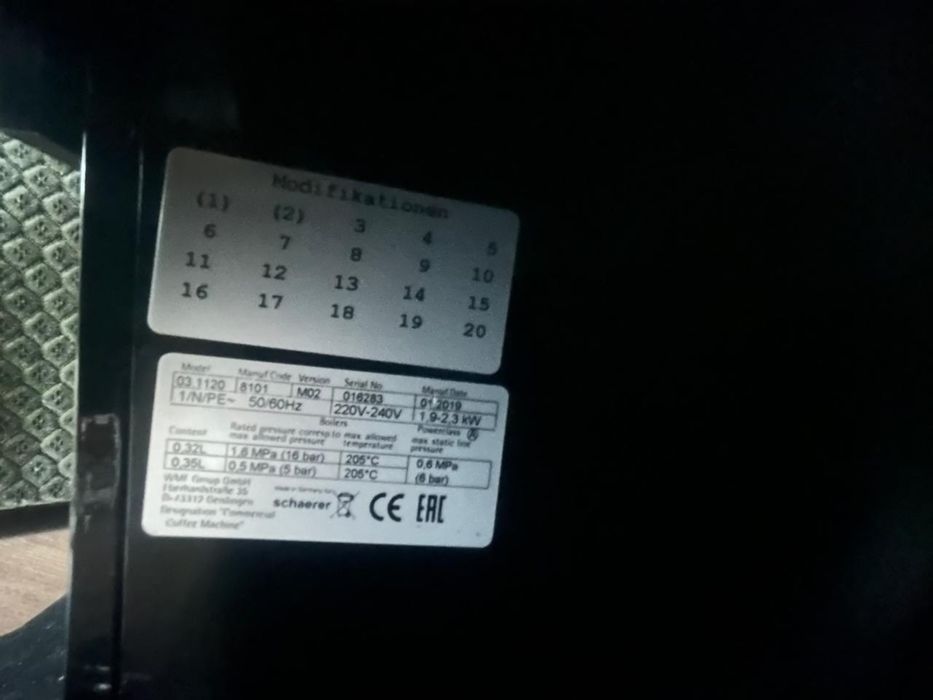 Modifikationen
(1) (2) 3 4 5
6 7 8 9 10
11 12 13 14 15
16 17 18 19 20
Model Manuf Code Version Serial No Manuf Date
03.1120 8101 M02 016283 01.2019
1/N/PE~ 50/60Hz 220V-240V 1,9-2,3 kW
Boilers Powerclass A
Content Rated pressure corresp.to max allowed max static line
max allowed pressure temperature pressure
0,32L 1,6 MPa (16 bar) 205°C 0,6 MPa
0,35L 0,5 MPa (5 bar) 205°C (6 bar)
WMF Group GmbH
Eberhardstraße 35
D-73312 Geislingen schaerer CE EAC
Designation "Commercial
Coffee Machine"